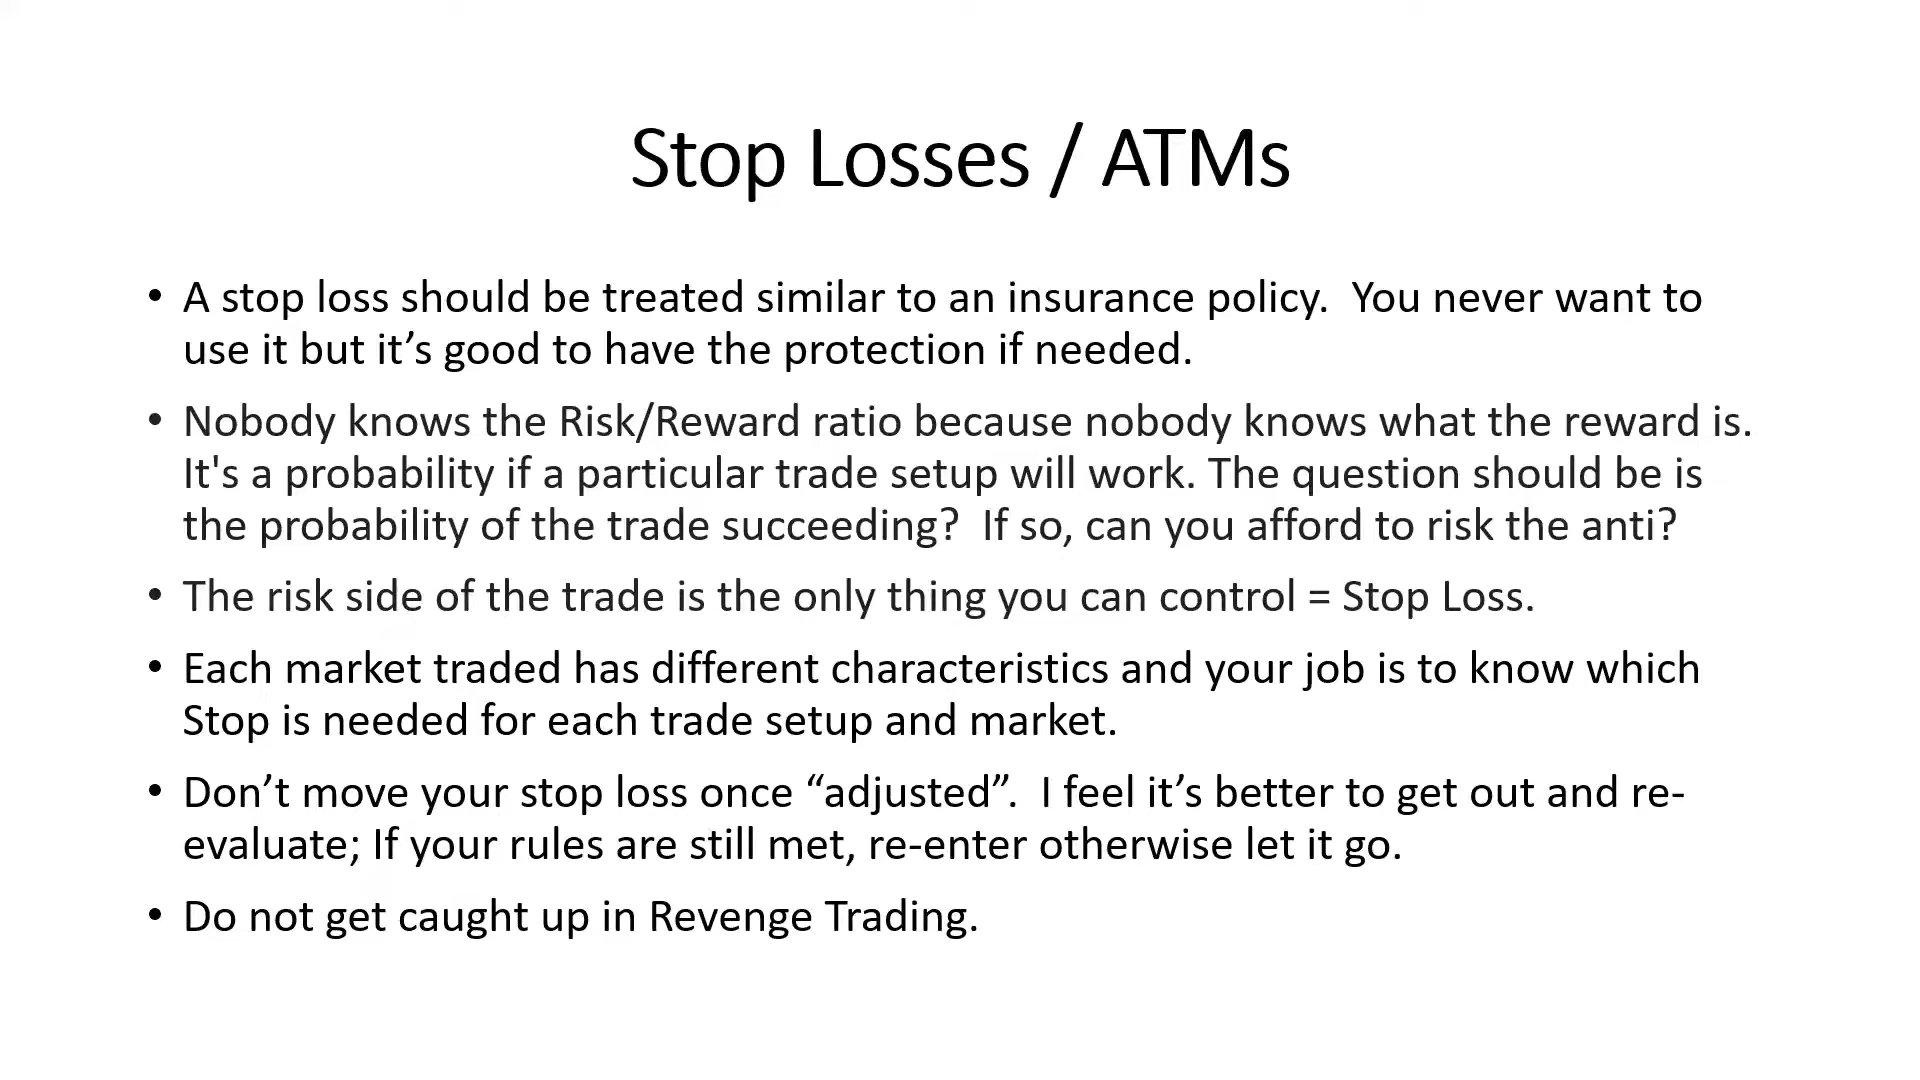 Stop Losses / ATMs
• A stop loss should be treated similar to an insurance policy.  You never want to
use it but it’s good to have the protection if needed.
• Nobody knows the Risk/Reward ratio because nobody knows what the reward is.
It's a probability if a particular trade setup will work. The question should be is
the probability of the trade succeeding?  If so, can you afford to risk the anti?
• The risk side of the trade is the only thing you can control = Stop Loss.
• Each market traded has different characteristics and your job is to know which
Stop is needed for each trade setup and market.
• Don’t move your stop loss once “adjusted”.  I feel it’s better to get out and re-
evaluate; If your rules are still met, re-enter otherwise let it go.
• Do not get caught up in Revenge Trading.